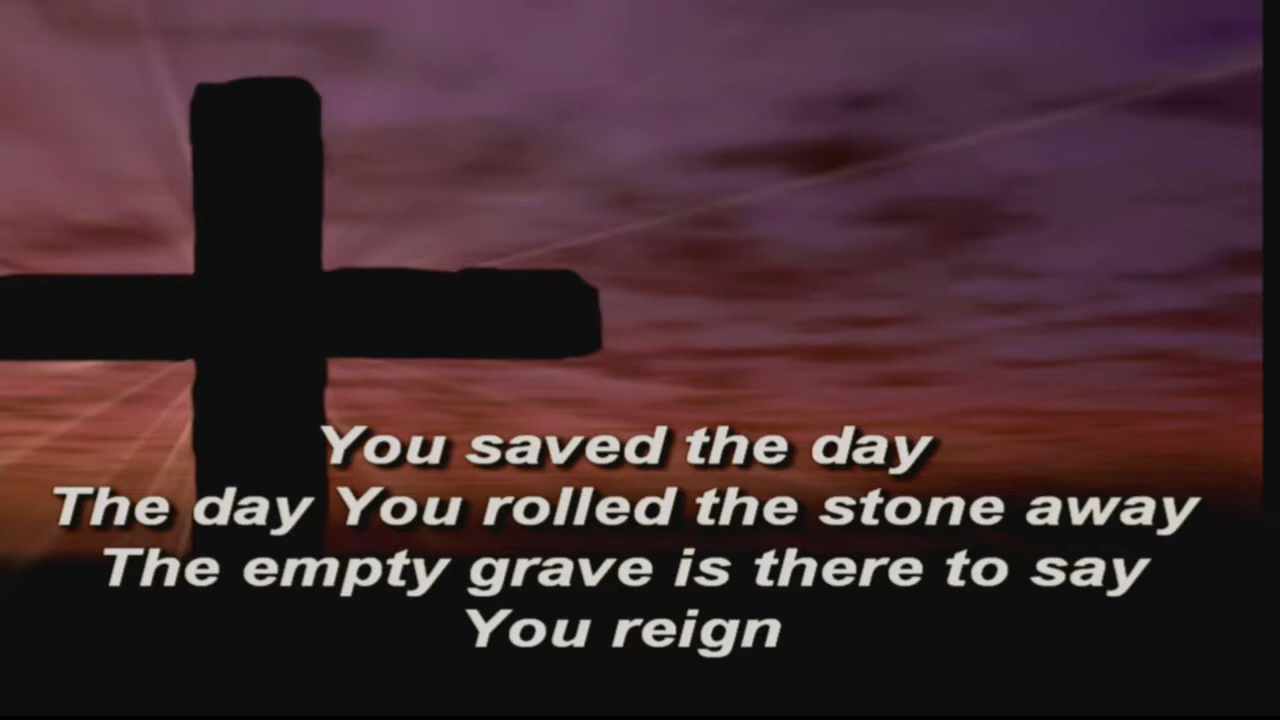 You saved the day
The day You rolled the stone away
The empty grave is there to say
You reign